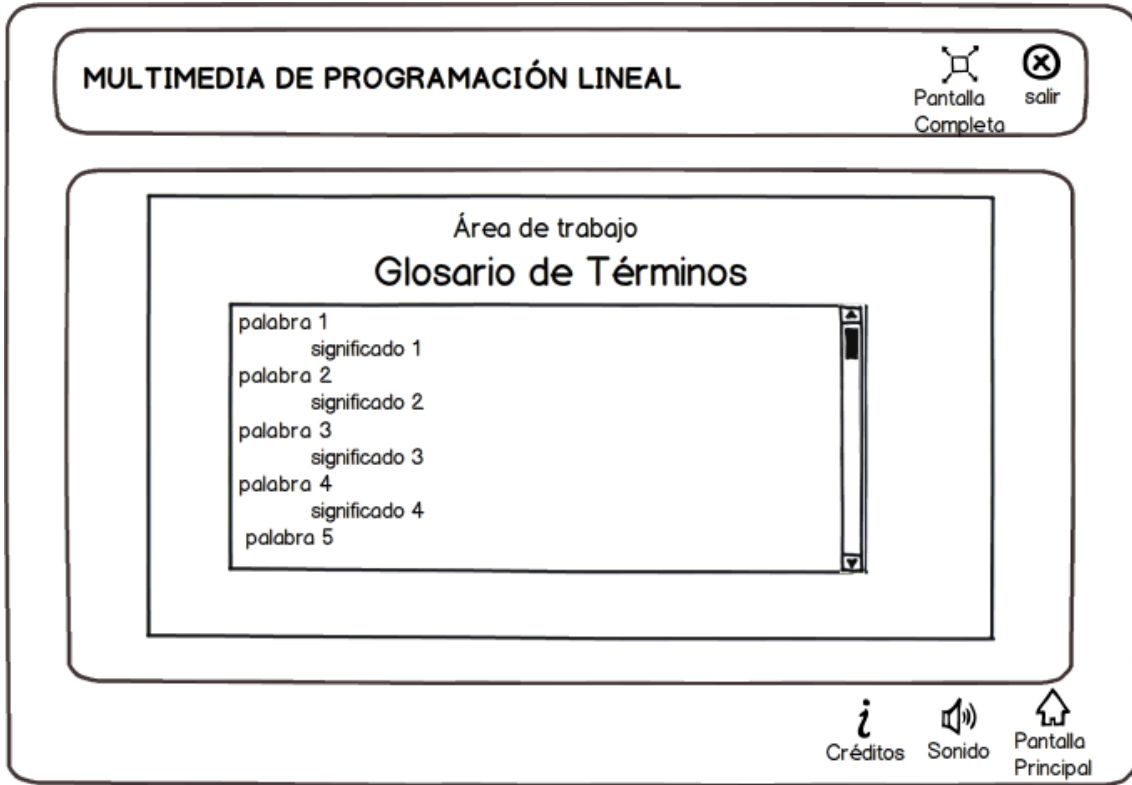 MULTIMEDIA DE PROGRAMACIÓN LINEAL
Pantalla
Completa
salir
Área de trabajo
Glosario de Términos
palabra 1
significado 1
palabra 2
significado 2
palabra 3
significado 3
palabra 4
significado 4
palabra 5
Créditos
Sonido
Pantalla
Principal